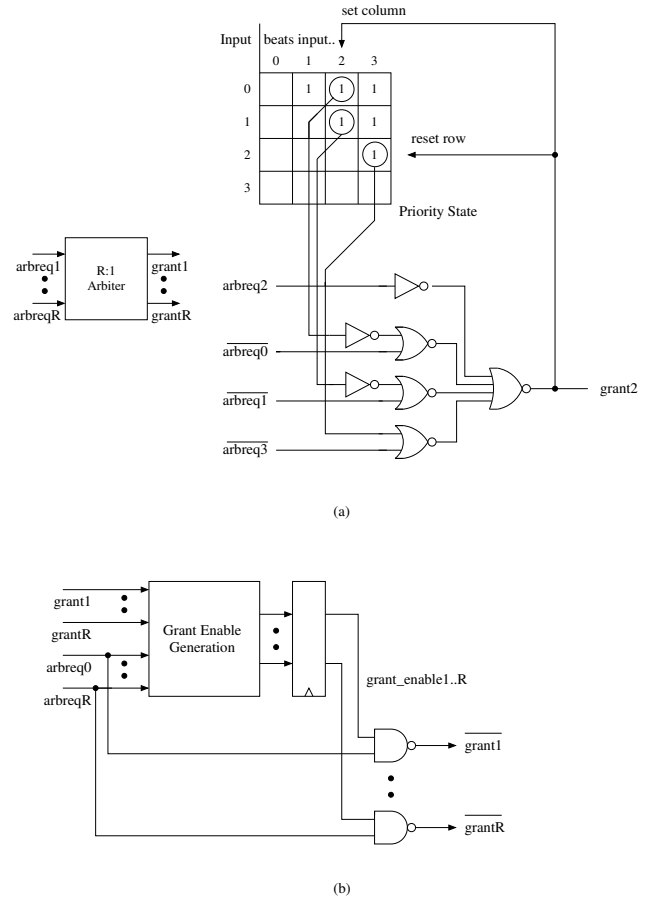 set column
Input beats input..
0 1 2 3
0 1 1 1
1 1 1
reset row
2 1
3
Priority State
arbreq1 R:1 grant1
Arbiter
arbreqR grantR
arbreq2
arbreq0
arbreq1 grant2
arbreq3
(a)
grant1
Grant Enable
grantR
Generation
arbreq0
grant_enable1..R
arbreqR
grant1
grantR
(b)